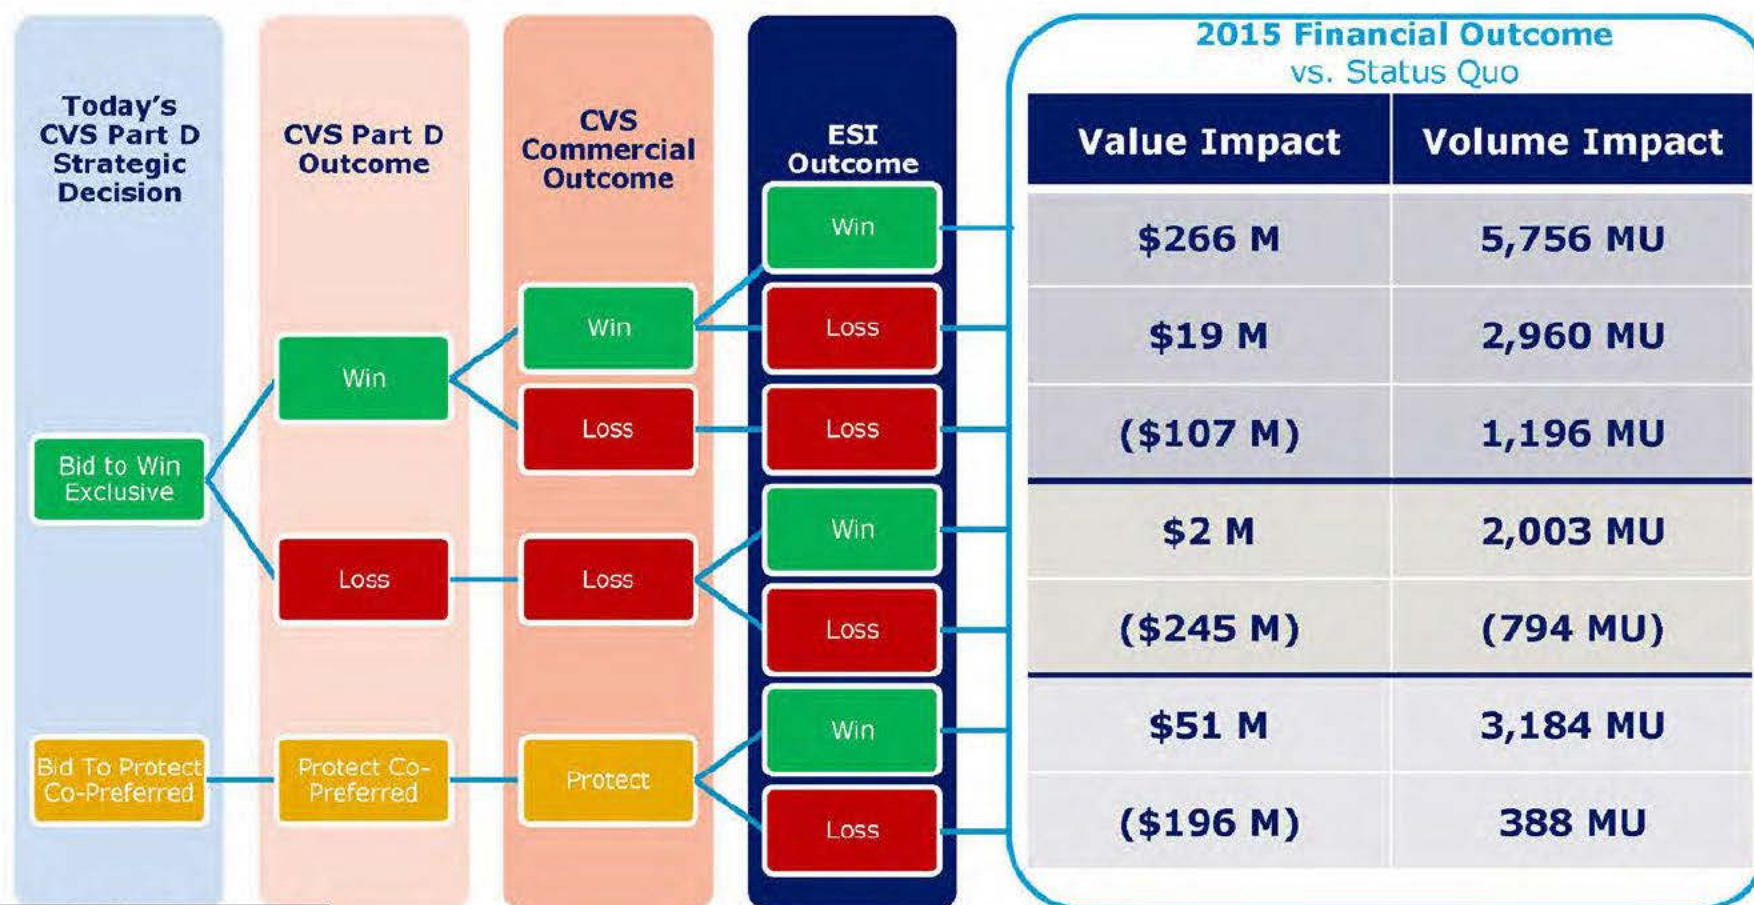 Today's
CVS Part D
Strategic
Decision
CVS Part D
Outcome
CVS
Commercial
Outcome
ESI
Outcome
2015 Financial Outcome
vs. Status Quo
Value Impact
Volume Impact
Bid to Win
Exclusive
Win
Loss
Win
Loss
Loss
Win
Loss
Loss
Win
Loss
Bid To Protect
Co-Preferred
Protect Co-
Preferred
Protect
Win
Loss
$266 M
5,756 MU
$19 M
2,960 MU
($107 M)
1,196 MU
$2 M
2,003 MU
($245 M)
(794 MU)
$51 M
3,184 MU
($196 M)
388 MU